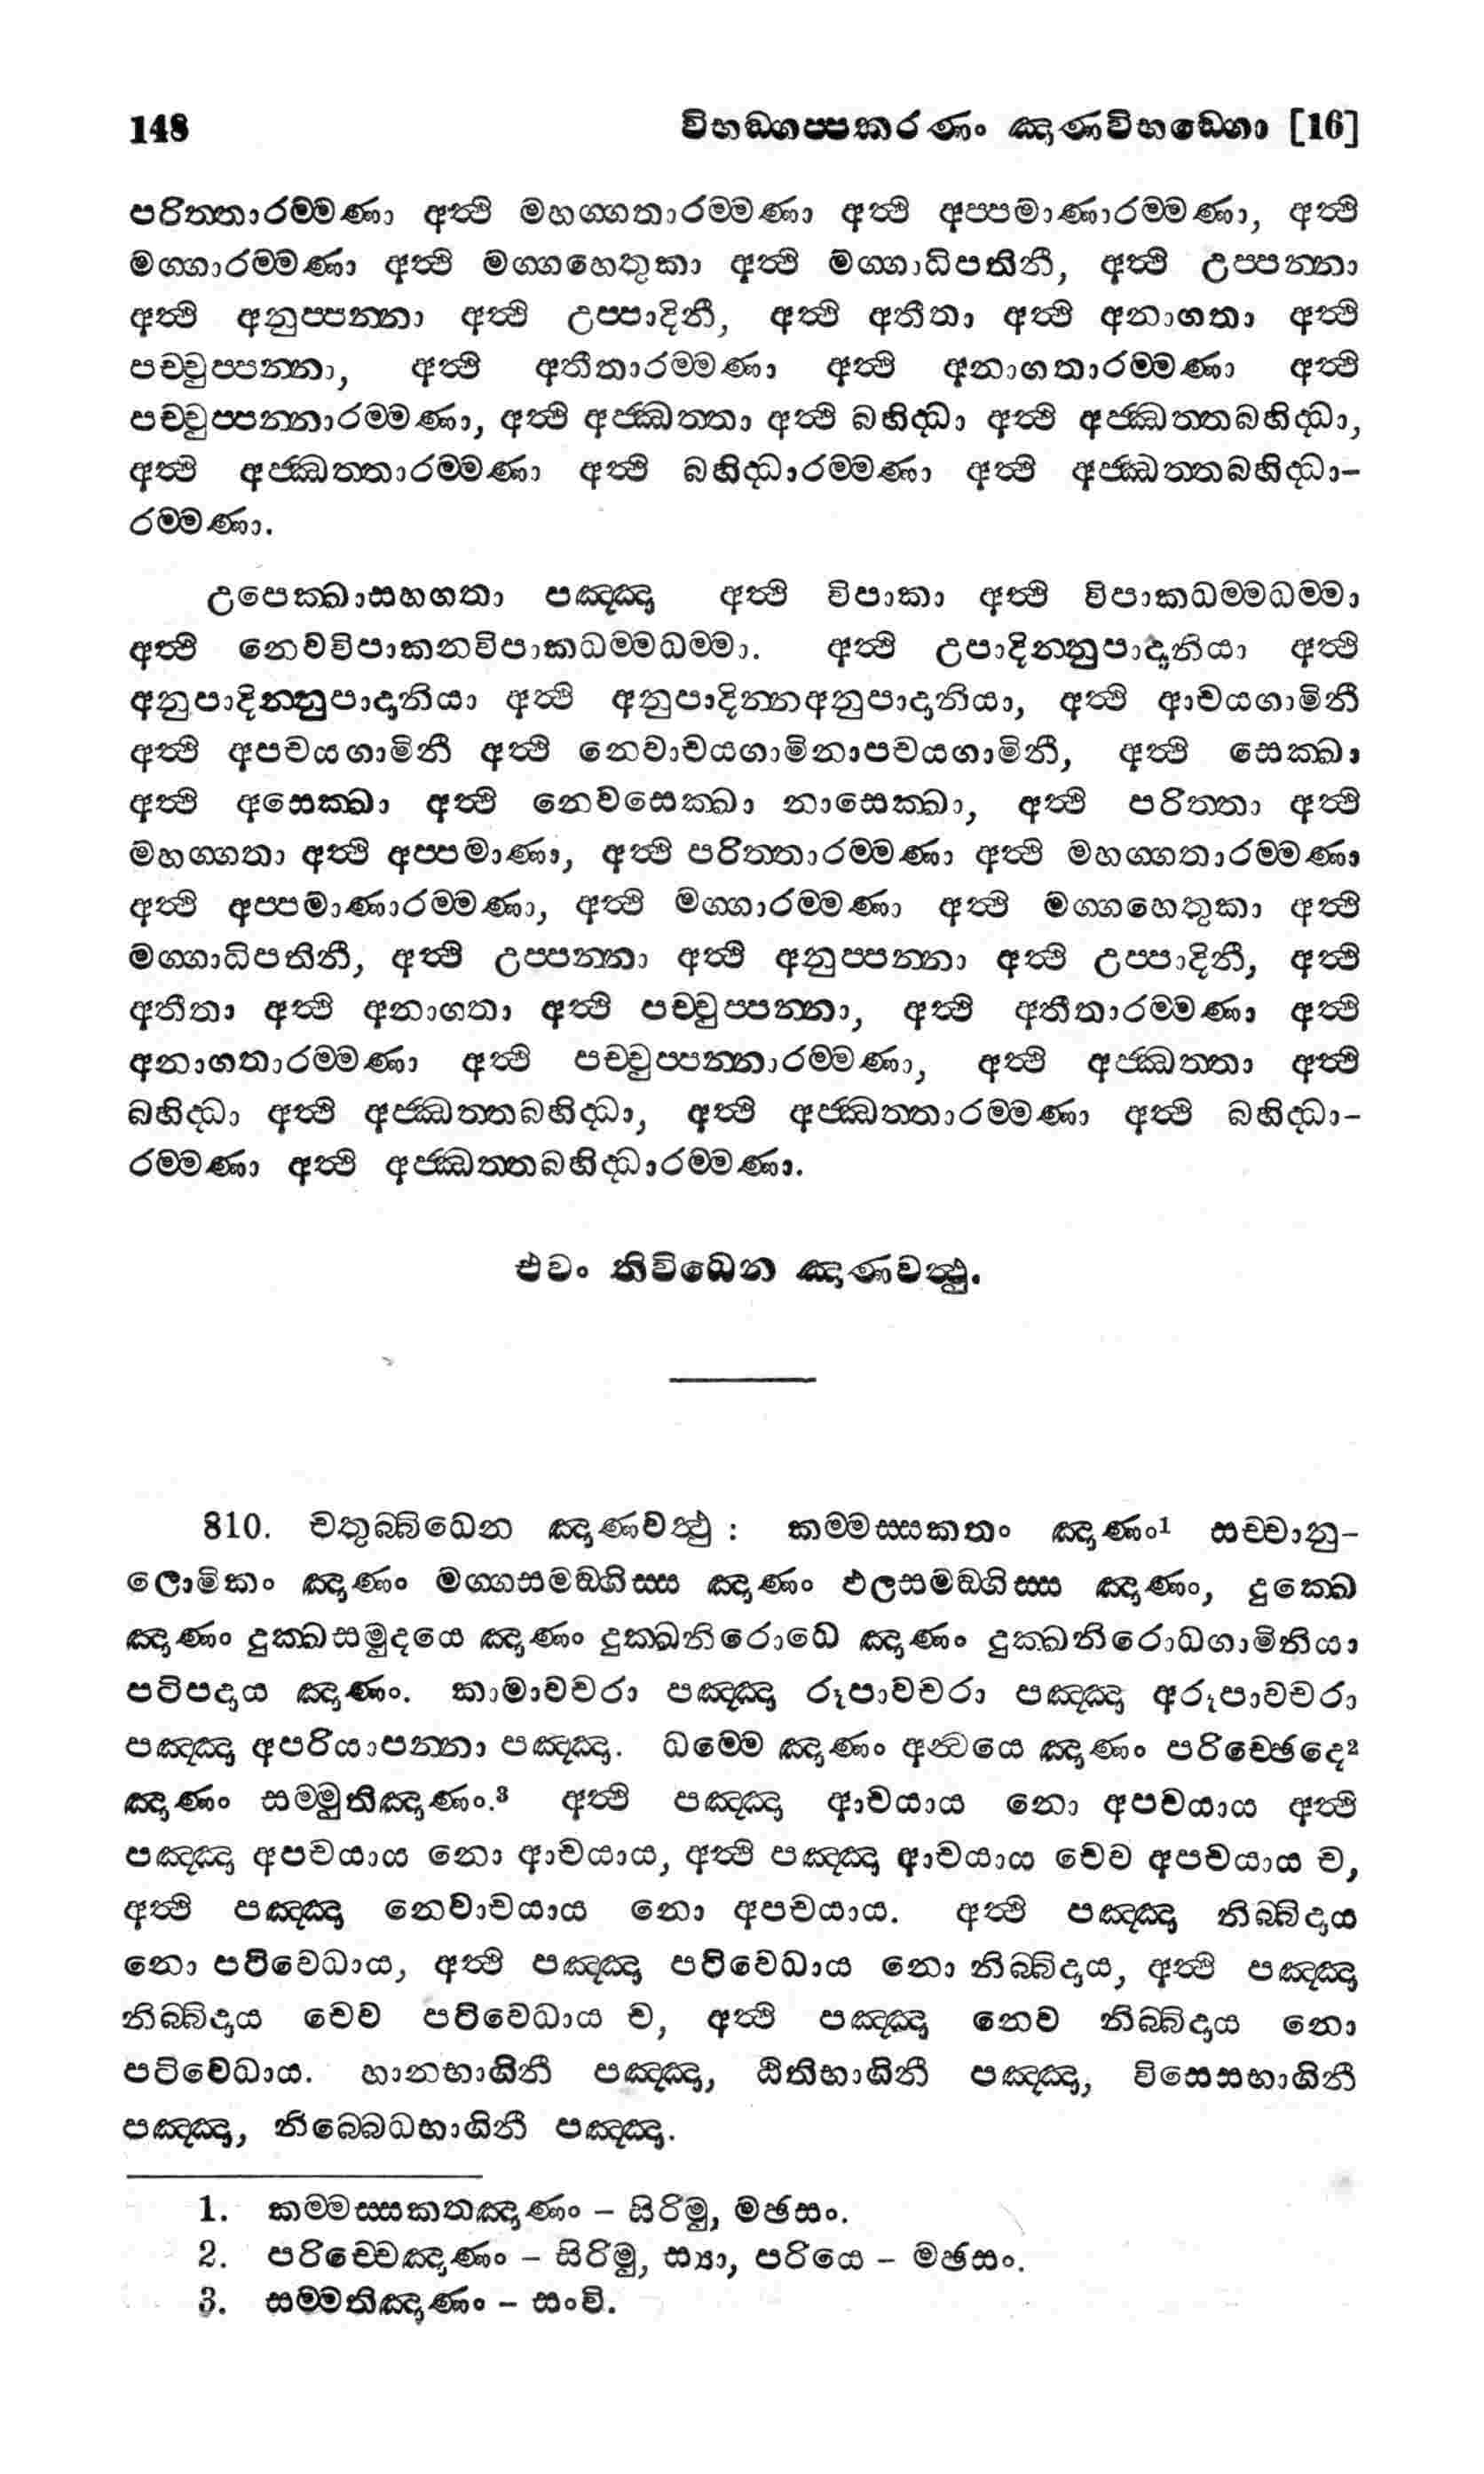 148 විභඞ්ගප්පකරණං ඤාණවිභඞ්ගො [16]
පරිත්තාරම්මණා අත්ථි මහග්ගතාරම්මණා අත්ථි අප්පමාණාරම්මණා, අත්ථි
මග්ගාරම්මණා අත්ථි මග්ගහෙතුකා අත්ථි මග්ගාධිපතිනී, අත්ථි උප්පන්නා
අත්ථි අනුප්පන්නා අත්ථි උප්පාදිනී, අත්ථි අතීතා අත්ථි අනාගතා අත්ථි
පච්චුප්පන්නා, අත්ථි අතීතාරම්මණා අත්ථි අනාගතාරම්මණා අත්ථි
පච්චුප්පන්නාරම්මණා, අත්ථි අජ්ඣත්තා අත්ථි බහිද්ධා අත්ථි අජ්ඣත්තබහිද්ධා,
අත්ථි අජ්ඣත්තාරම්මණා අත්ථි බහිද්ධාරම්මණා අත්ථි අජ්ඣත්තබහිද්ධා-
රම්මණා.
උපෙක්ඛාසහගතා පඤ්ඤා අත්ථි විපාකා අත්ථි විපාකධම්මධම්මා
අත්ථි නෙවවිපාකනවිපාකධම්මධම්මා. අත්ථි උපාදින්නුපාදානියා අත්ථි
අනුපාදින්නුපාදානියා අත්ථි අනුපාදින්නඅනුපාදානියා, අත්ථි ආචයගාමිනී
අත්ථි අපචයගාමිනී අත්ථි නෙවාචයගාමිනාපචයගාමිනී, අත්ථි සෙක්ඛා
අත්ථි අසෙක්ඛා අත්ථි නෙවසෙක්ඛා නාසෙක්ඛා, අත්ථි පරිත්තා අත්ථි
මහග්ගතා අත්ථි අප්පමාණා, අත්ථි පරිත්තාරම්මණා අත්ථි මහග්ගතාරම්මණා
අත්ථි අප්පමාණාරම්මණා, අත්ථි මග්ගාරම්මණා අත්ථි මග්ගහෙතුකා අත්ථි
මග්ගාධිපතිනී, අත්ථි උප්පන්නා අත්ථි අනුප්පන්නා අත්ථි උප්පාදිනී, අත්ථි
අතීතා අත්ථි අනාගතා අත්ථි පච්චුප්පන්නා, අත්ථි අතීතාරම්මණා අත්ථි
අනාගතාරම්මණා අත්ථි පච්චුප්පන්නාරම්මණා, අත්ථි අජ්ඣත්තා අත්ථි
බහිද්ධා අත්ථි අජ්ඣත්තබහිද්ධා, අත්ථි අජ්ඣත්තාරම්මණා අත්ථි බහිද්ධා-
රම්මණා අත්ථි අජ්ඣත්තබහිද්ධාරම්මණා.
එවං තිවිධෙන ඤාණවත්ථු.
810. චතුබ්බිධෙන ඤාණවත්ථු : කම්මස්සකතං ඤාණං¹ සච්චානු-
ලොමිකං ඤාණං මග්ගසමඞ්ගිස්ස ඤාණං ඵලසමඞ්ගිස්ස ඤාණං, දුක්ඛෙ
ඤාණං දුක්ඛසමුදයෙ ඤාණං දුක්ඛනිරොධෙ ඤාණං දුක්ඛනිරොධගාමිනියා
පටිපදාය ඤාණං. කාමාවචරා පඤ්ඤා රූපාවචරා පඤ්ඤා අරූපාවචරා
පඤ්ඤා අපරියාපන්නා පඤ්ඤා. ධම්මෙ ඤාණං අන්වයෙ ඤාණං පරිච්ඡෙදෙ²
ඤාණං සම්මුතිඤාණං.³ අත්ථි පඤ්ඤා ආචයාය නො අපචයාය අත්ථි
පඤ්ඤා අපචයාය නො ආචයාය, අත්ථි පඤ්ඤා ආචයාය චෙව අපචයාය ච,
අත්ථි පඤ්ඤා නෙවාචයාය නො අපචයාය. අත්ථි පඤ්ඤා නිබ්බිදාය
නො පටිවෙධාය, අත්ථි පඤ්ඤා පටිවෙධාය නො නිබ්බිදාය, අත්ථි පඤ්ඤා
නිබ්බිදාය චෙව පටිවෙධාය ච, අත්ථි පඤ්ඤා නෙව නිබ්බිදාය නො
පටිවෙධාය. හානභාගිනී පඤ්ඤා, ඨිතිභාගිනී පඤ්ඤා, විසෙසභාගිනී
පඤ්ඤා, නිබ්බෙධභාගිනී පඤ්ඤා.
1. කම්මස්සකතඤාණං – සිරිමු, මඡසං.
2. පරිච්චෙඤාණං – සිරිමු, ස්‍යා, පරියෙ – මඡසං.
3. සම්මතිඤාණං – සංවි.